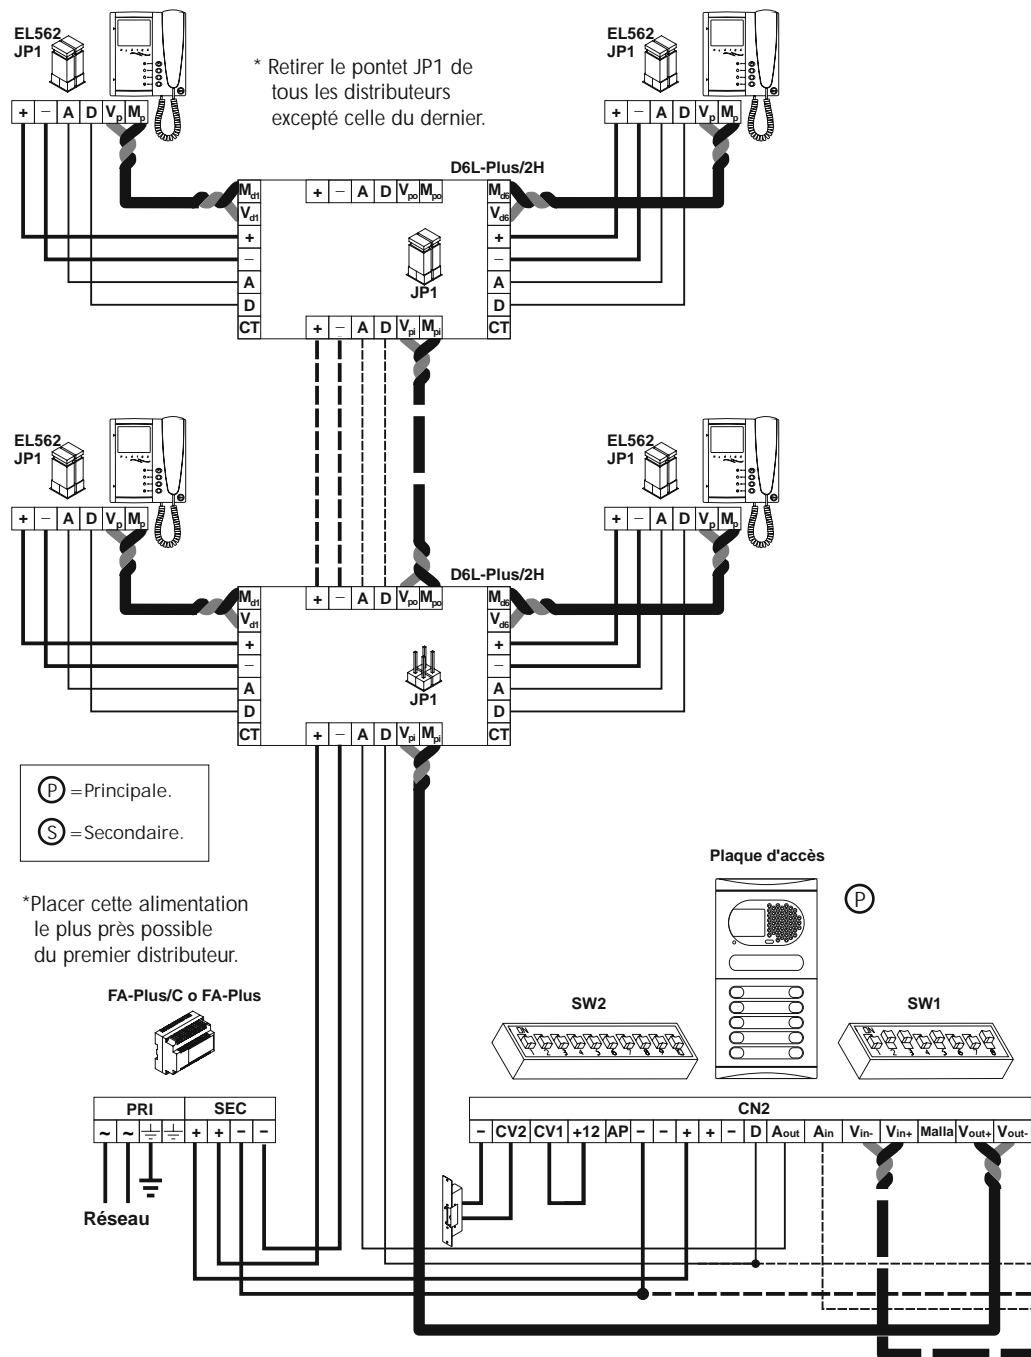 EL562
JP1
* Retirer le pontet JP1 de
tous les distributeurs
excepté celle du dernier.
EL562
JP1
+ – A D Vp Mp
+ – A D Vp Mp
D6L-Plus/2H
Md1 + – A D Vpo Mpo Md6
Vd1 Vd6
+ +
– –
A JP1 A
D D
CT + – A D Vpi Mpi CT
EL562
JP1
EL562
JP1
+ – A D Vp Mp
+ – A D Vp Mp
D6L-Plus/2H
Md1 + – A D Vpo Mpo Md6
Vd1 Vd6
+ +
– –
A JP1 A
D D
CT + – A D Vpi Mpi CT
P =Principale.
S =Secondaire.
Plaque d'accès
P
*Placer cette alimentation
le plus près possible
du premier distributeur.
FA-Plus/C o FA-Plus
SW2
SW1
PRI SEC
~ ~ + + – –
CN2
– CV2 CV1 +12 AP – – + + – D Aout Ain Vin- Vin+ Malla Vout+ Vout-
Réseau